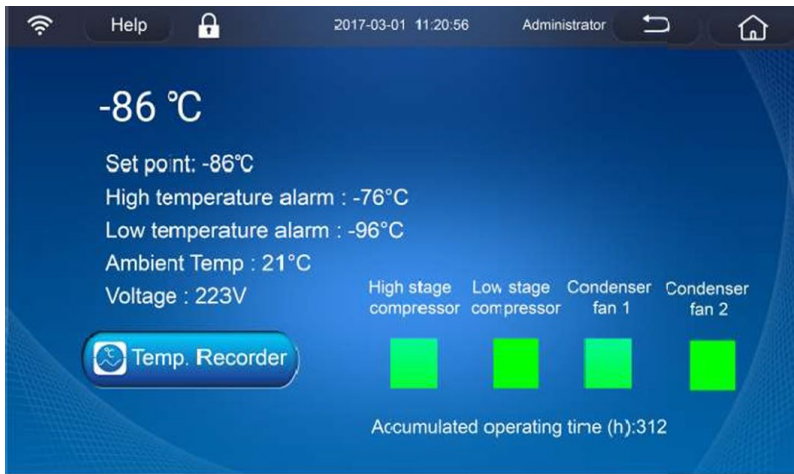 Help
2017-03-01 11:20:56
Administrator
-86 ℃
Set point: -86℃
High temperature alarm : -76°C
Low temperature alarm : -96°C
Ambient Temp : 21°C
Voltage : 223V
High stage
compressor
Low stage
compressor
Condenser
fan 1
Condenser
fan 2
℃
Temp. Recorder
Accumulated operating time (h):312